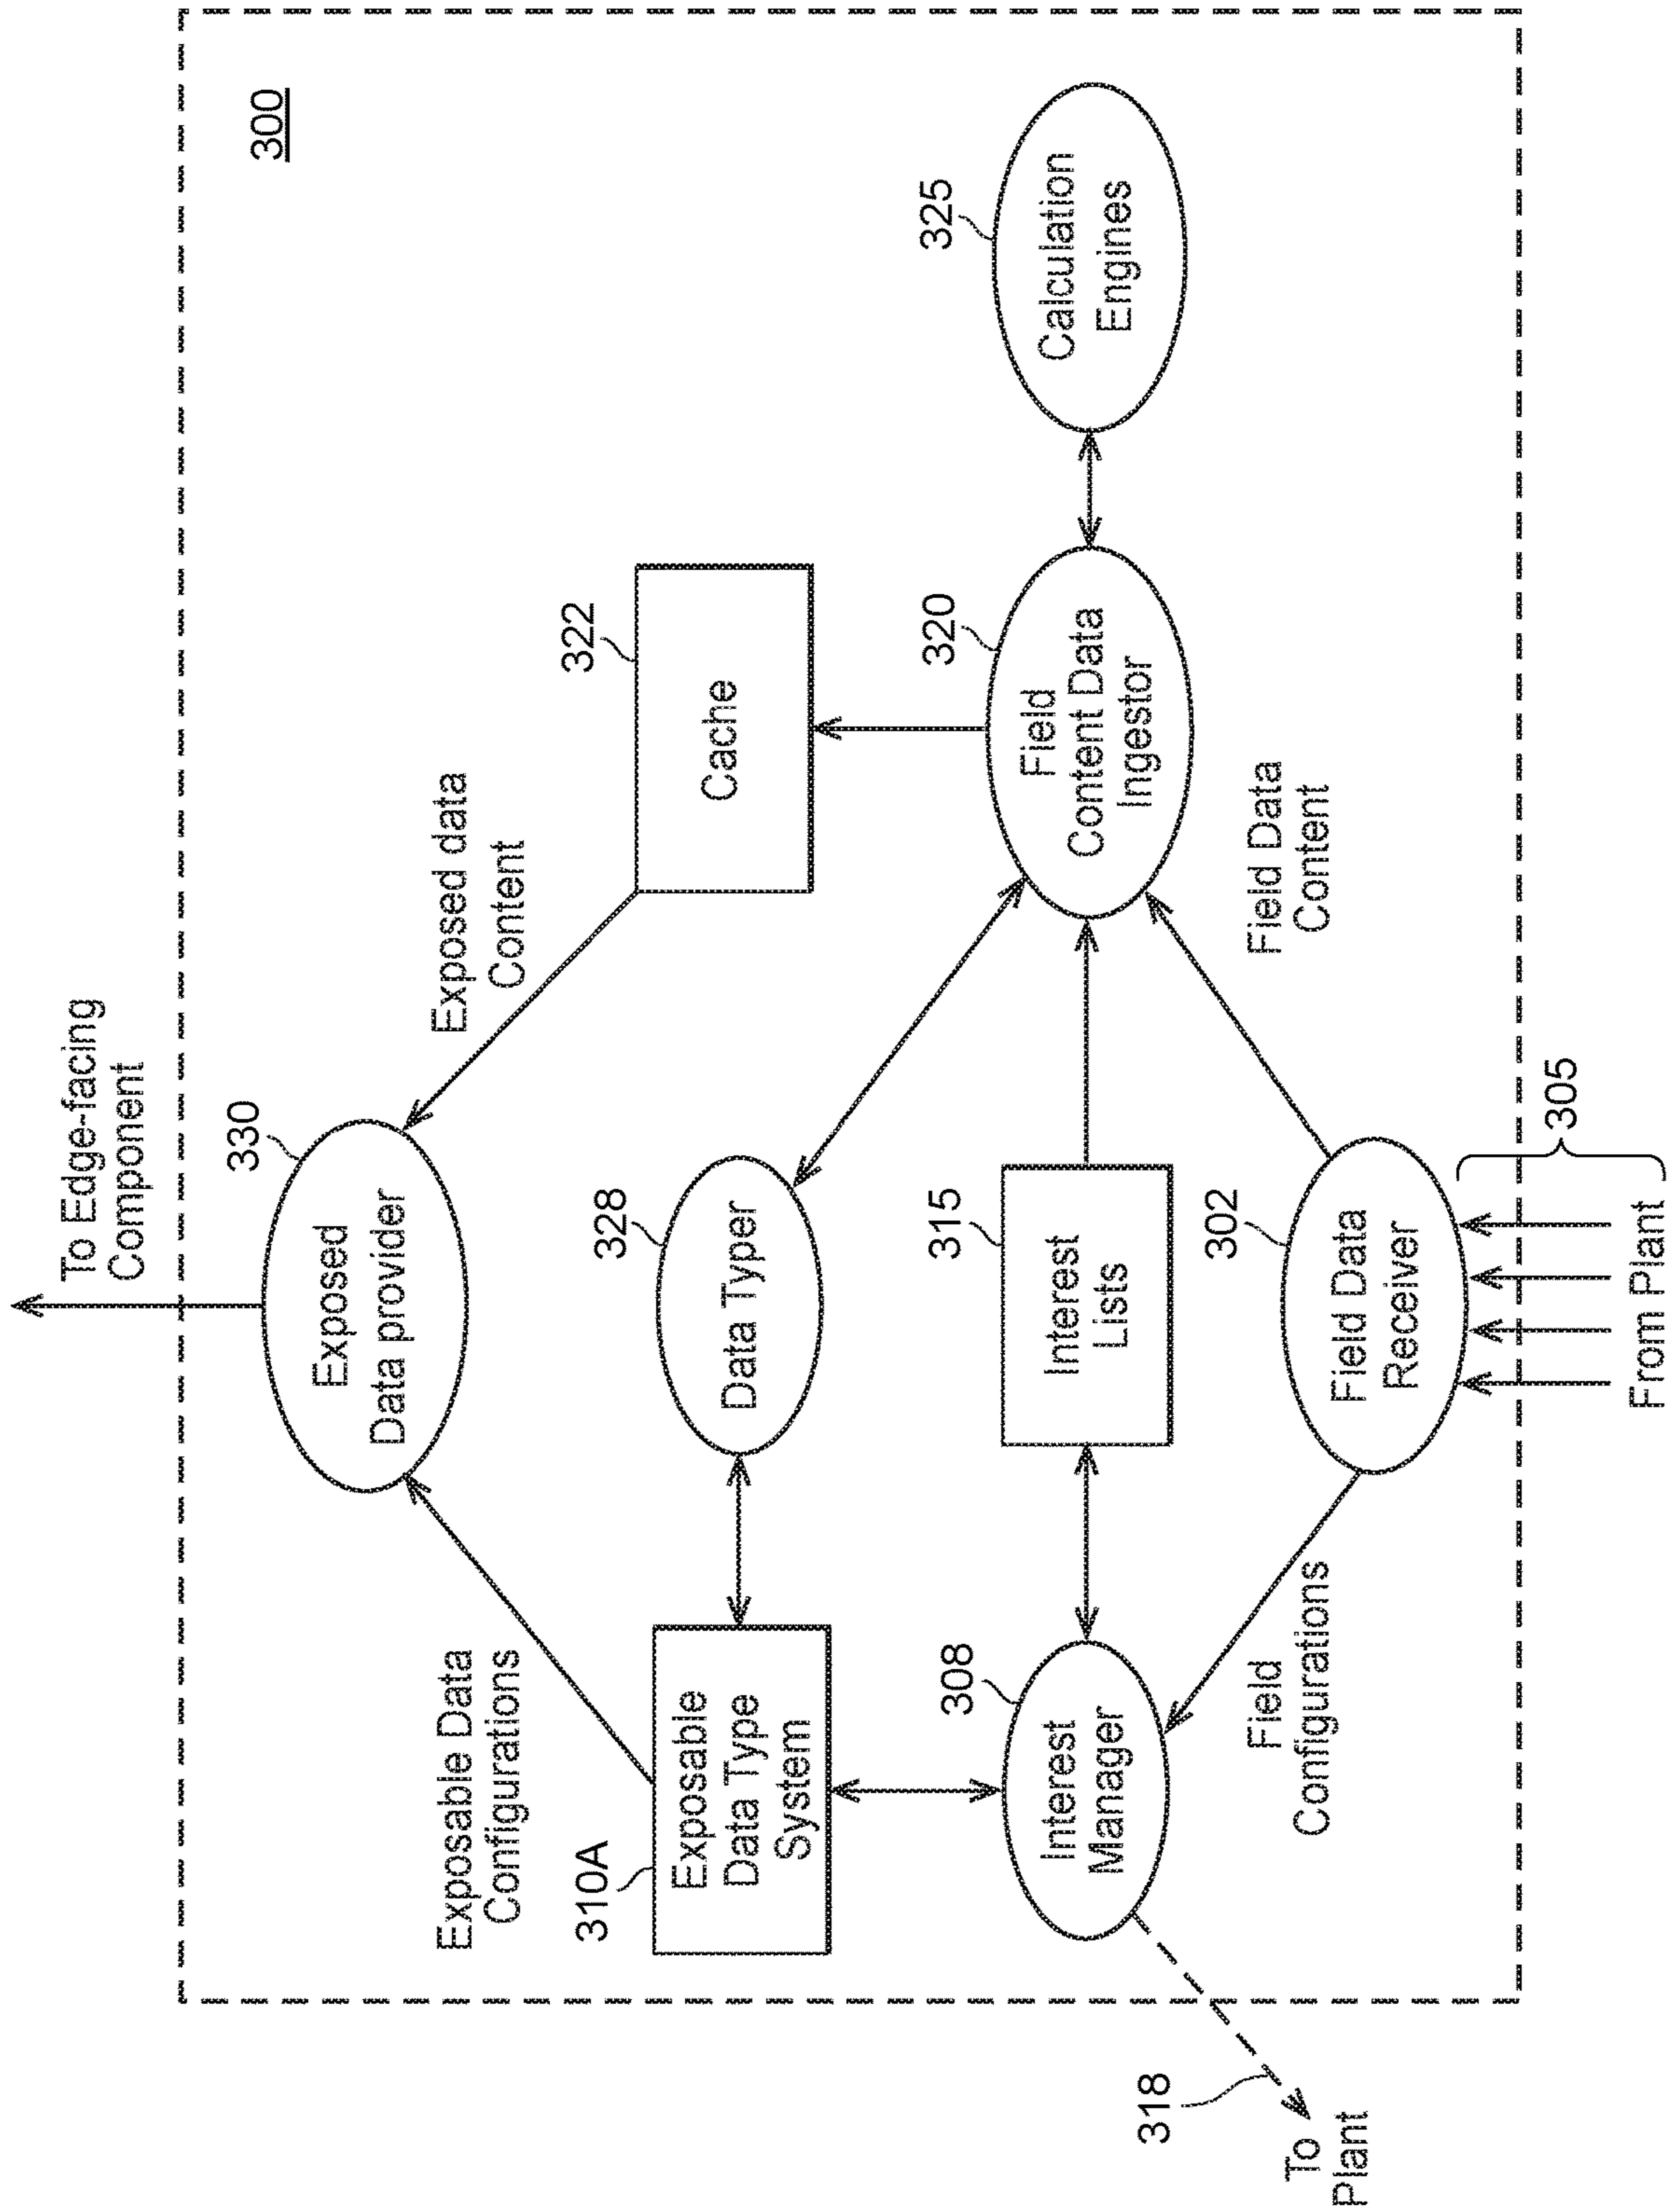 To Edge-facing
Component
300
330
Exposed
Data provider
Exposable Data
Configurations
Exposed data
Content
310A
Exposable
Data Type
System
328
Data Typer
322
Cache
308
Interest
Manager
315
Interest
Lists
320
Field
Content Data
Ingestor
325
Calculation
Engines
318
To
Plant
Field
Configurations
302
Field Data
Receiver
Field Data
Content
305
From Plant